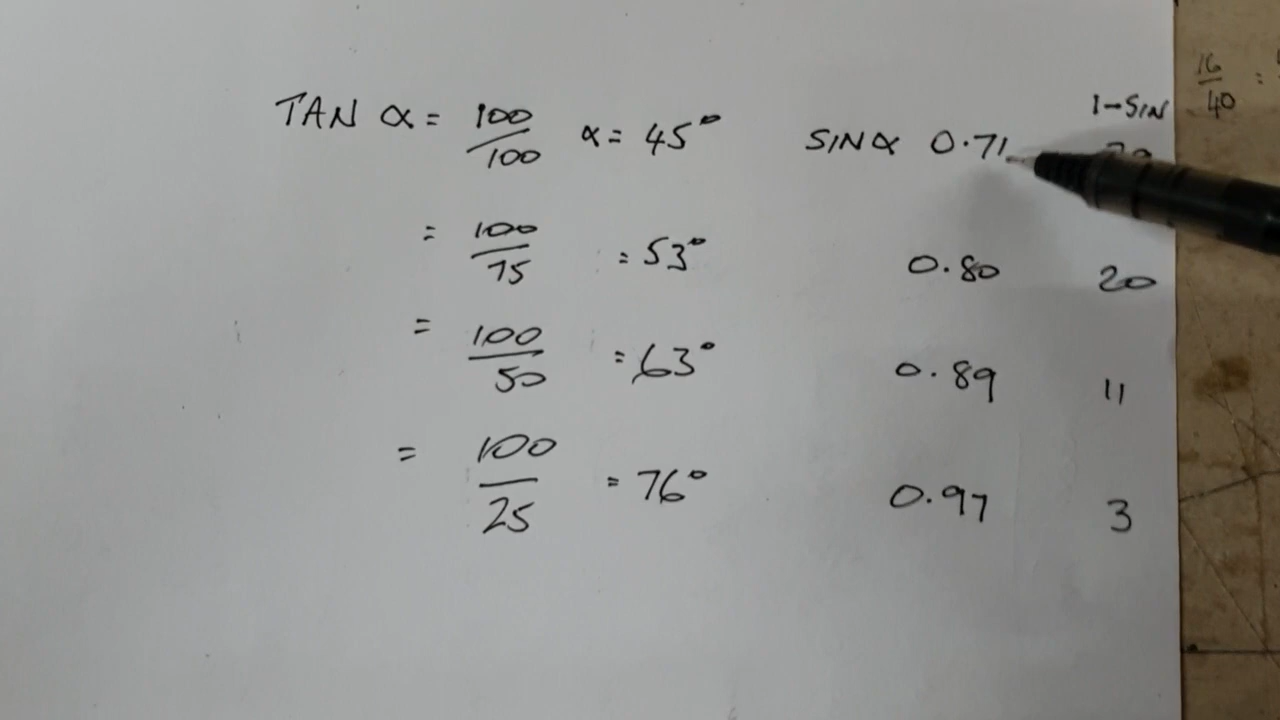 1-SIN
TAN α = 100/100 α = 45° SIN α 0.71
= 100/75 = 53° 0.80 20
= 100/50 = 63° 0.89 11
= 100/25 = 76° 0.97 3
16/40 =